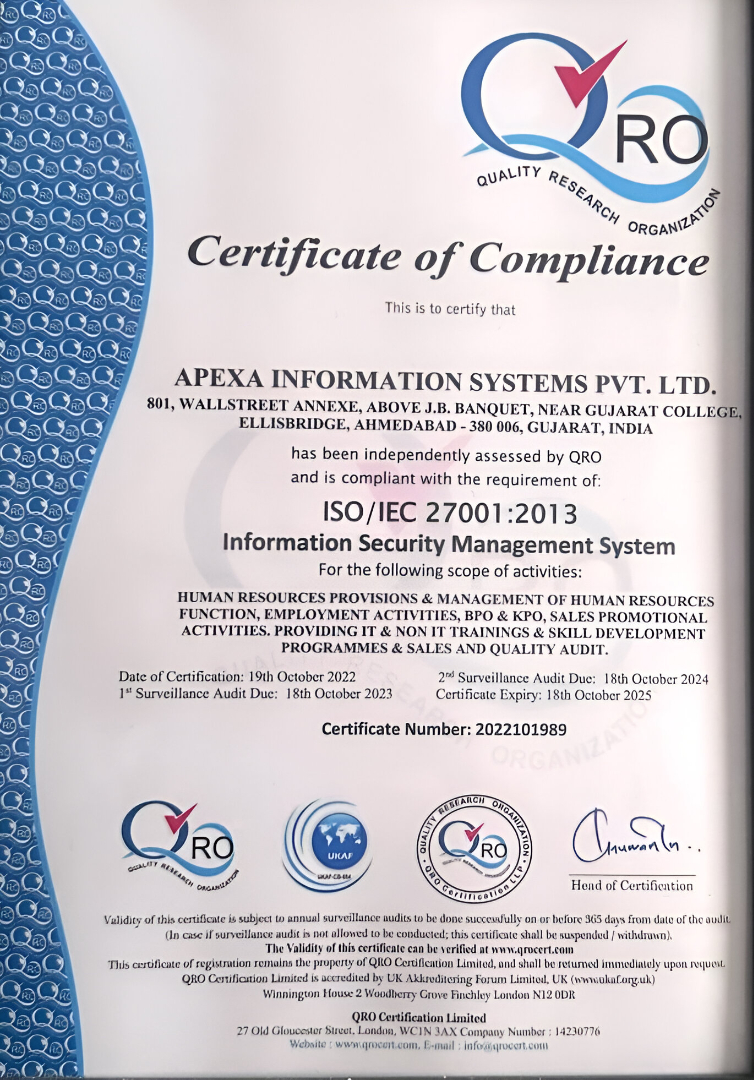 QRO
QUALITY RESEARCH ORGANIZATION
Certificate of Compliance
This is to certify that
APEXA INFORMATION SYSTEMS PVT. LTD.
801, WALLSTREET ANNEXE, ABOVE J.B. BANQUET, NEAR GUJARAT COLLEGE,
ELLISBRIDGE, AHMEDABAD - 380 006, GUJARAT, INDIA
has been independently assessed by QRO
and is compliant with the requirement of:
ISO/IEC 27001:2013
Information Security Management System
For the following scope of activities:
HUMAN RESOURCES PROVISIONS & MANAGEMENT OF HUMAN RESOURCES
FUNCTION, EMPLOYMENT ACTIVITIES, BPO & KPO, SALES PROMOTIONAL
ACTIVITIES. PROVIDING IT & NON IT TRAININGS & SKILL DEVELOPMENT
PROGRAMMES & SALES AND QUALITY AUDIT.
Date of Certification: 19th October 2022 2nd Surveillance Audit Due: 18th October 2024
1st Surveillance Audit Due: 18th October 2023 Certificate Expiry: 18th October 2025
Certificate Number: 2022101989
QRO
QUALITY RESEARCH ORGANIZATION
UKAF
QUALITY RESEARCH ORGANIZATION
QRO
QRO Certification LLP
Head of Certification
Validity of this certificate is subject to annual surveillance audits to be done successfully on or before 365 days from date of the audit.
(In case if surveillance audit is not allowed to be conducted; this certificate shall be suspended / withdrawn).
The Validity of this certificate can be verified at www.qrocert.com
This certificate of registration remains the property of QRO Certification Limited, and shall be returned immediately upon request.
QRO Certification Limited is accredited by UK Akkreditering Forum Limited, UK (www.ukaf.org.uk)
Winnington House 2 Woodberry Grove Finchley London N12 0DR
QRO Certification Limited
27 Old Gloucester Street, London, WC1N 3AX Company Number : 14230776
Website : www.qrocert.com, E-mail : info@qrocert.com